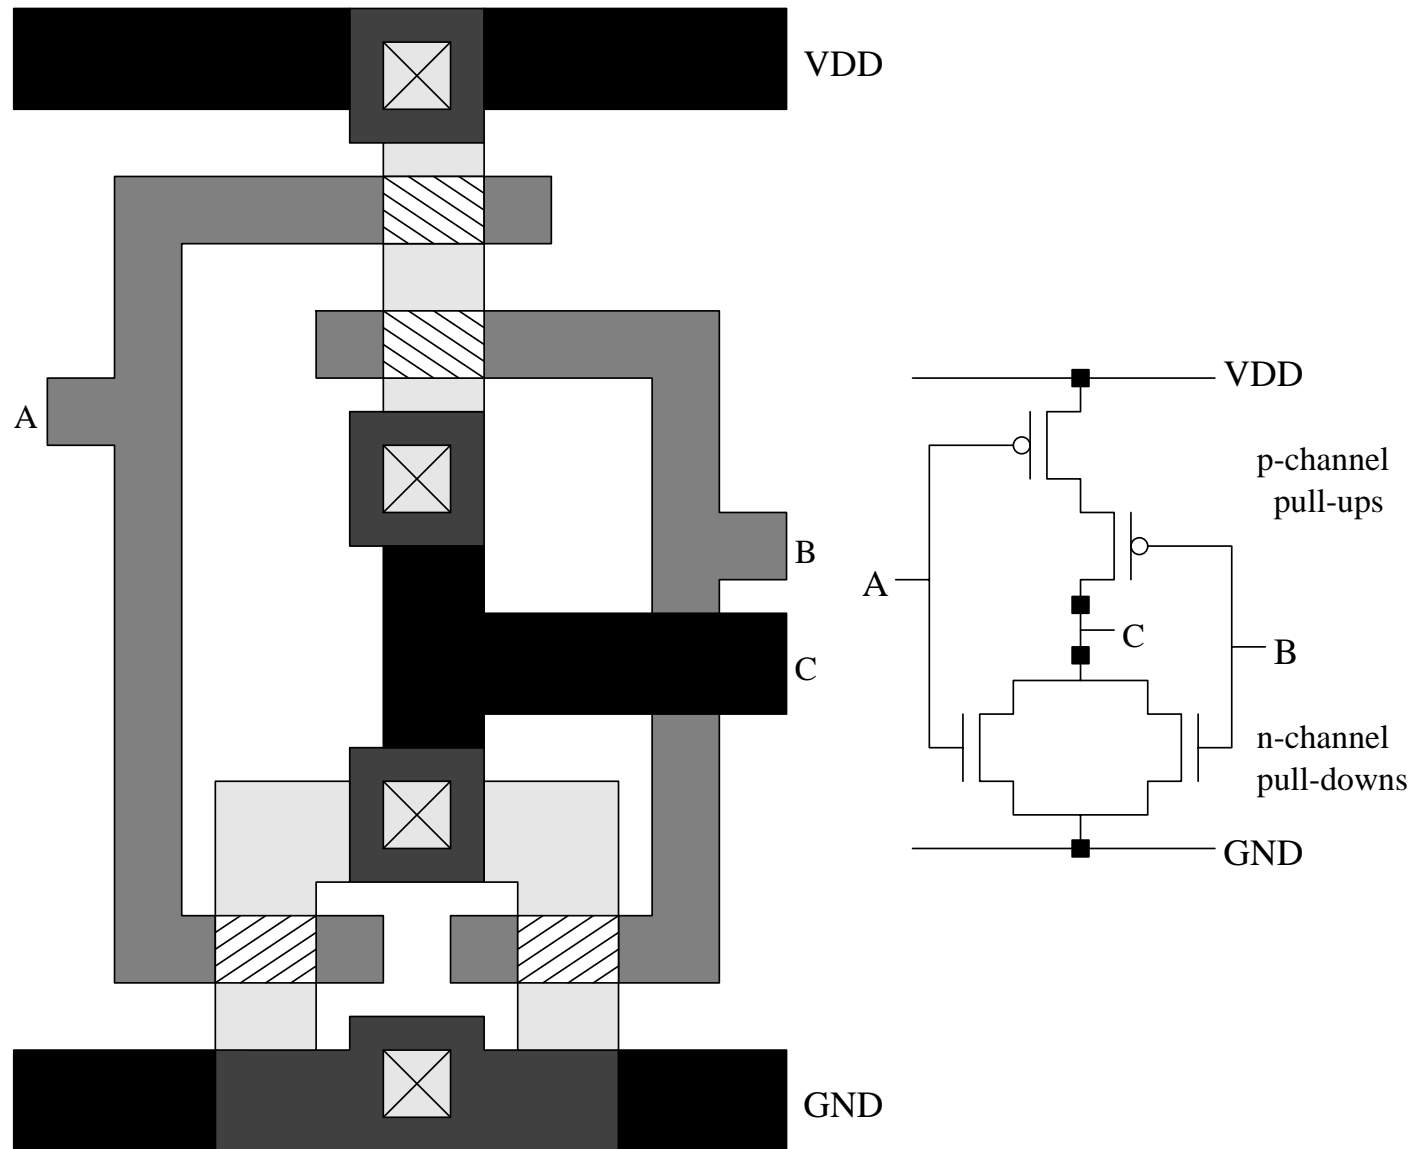 VDD
A
B
C
GND
VDD
p-channel
pull-ups
A
C
B
n-channel
pull-downs
GND